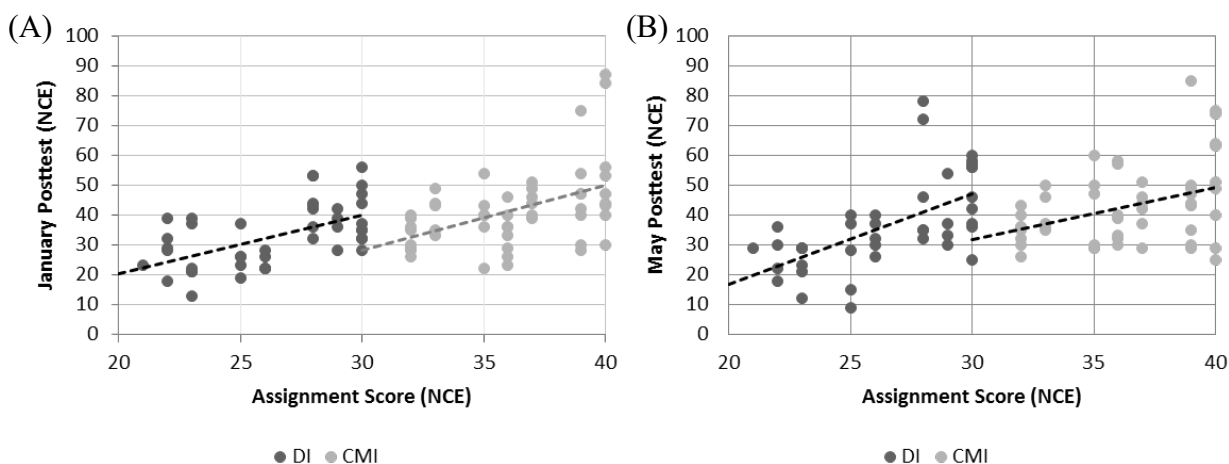 (A)
January Posttest (NCE)
100
90
80
70
60
50
40
30
20
10
0
20 25 30 35 40
Assignment Score (NCE)
DI CMI
(B)
May Posttest (NCE)
100
90
80
70
60
50
40
30
20
10
0
20 25 30 35 40
Assignment Score (NCE)
DI CMI